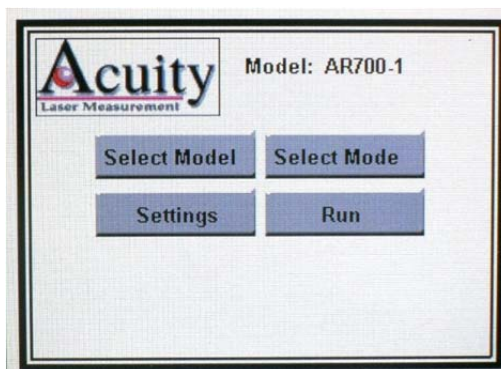 Acuity
Laser Measurement
Model: AR700-1
Select Model
Select Mode
Settings
Run